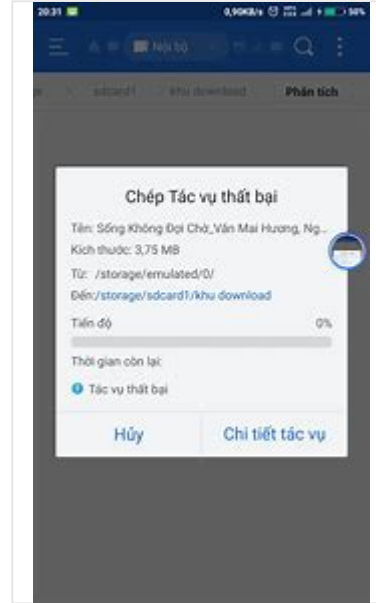 20:31 0,90KB/s 50%
Nội bộ
sdcard1 khu download Phân tích
Chép Tác vụ thất bại
Tên: Sống Không Đợi Chờ_Văn Mai Hương, Ng...
Kích thước: 3,75 MB
Từ: /storage/emulated/0/
Đến:/storage/sdcard1/khu download
Tiến độ 0%
Thời gian còn lại:
Tác vụ thất bại
Hủy Chi tiết tác vụ